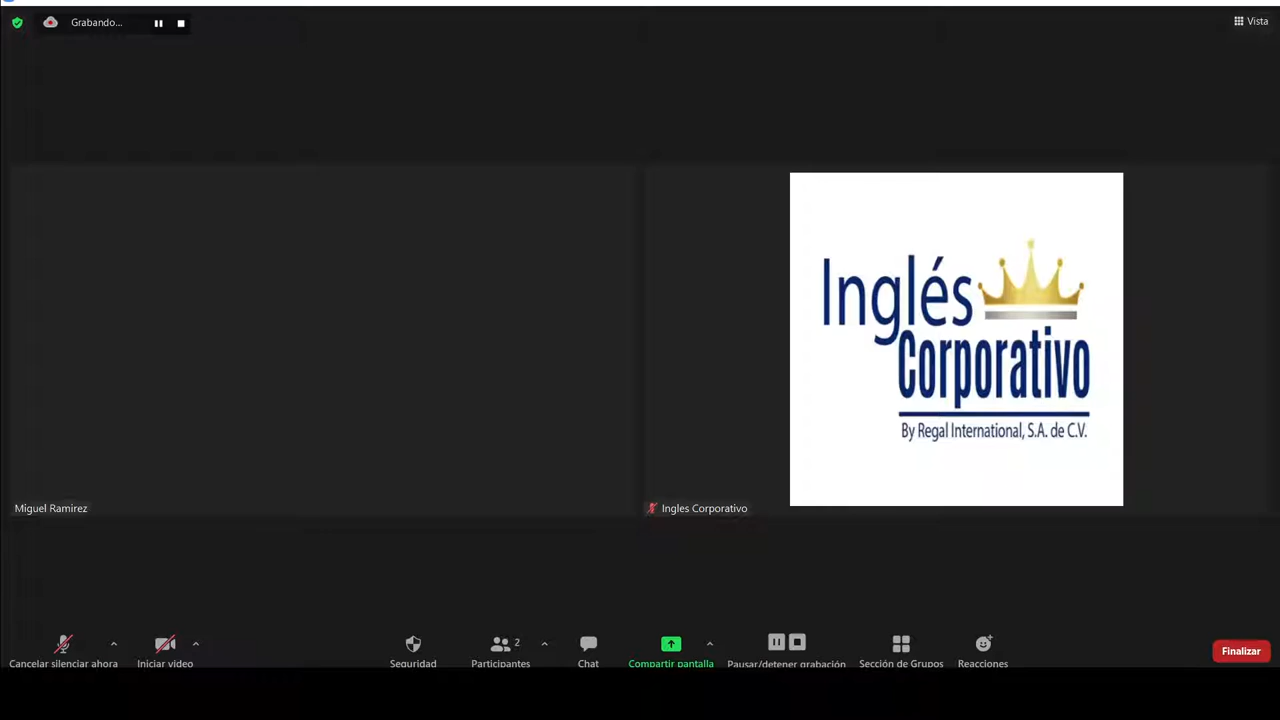 Grabando...
Vista
Inglés
Corporativo
By Regal International, S.A. de C.V.
Miguel Ramirez
Ingles Corporativo
2
Cancelar silenciar ahora
Iniciar video
Seguridad
Participantes
Chat
Compartir pantalla
Pausar/detener grabación
Sección de Grupos
Reacciones
Finalizar